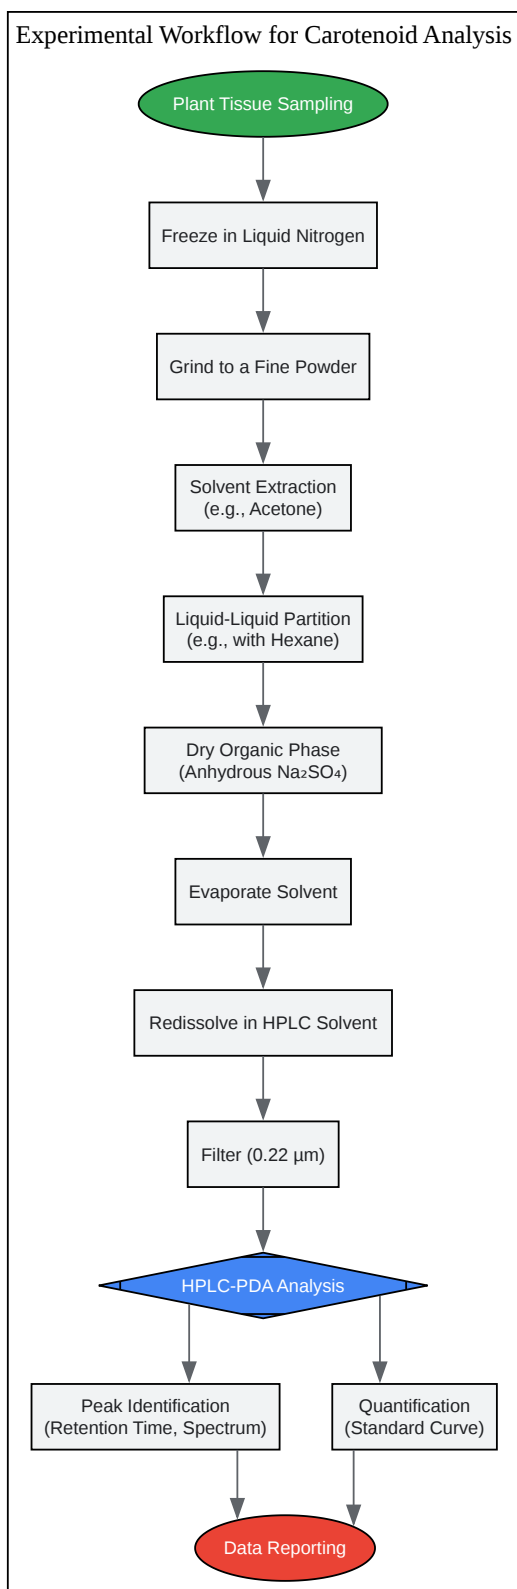 Experimental Workflow for Carotenoid Analysis
Plant Tissue Sampling
Freeze in Liquid Nitrogen
Grind to a Fine Powder
Solvent Extraction
(e.g., Acetone)
Liquid-Liquid Partition
(e.g., with Hexane)
Dry Organic Phase
(Anhydrous Na₂SO₄)
Evaporate Solvent
Redissolve in HPLC Solvent
Filter (0.22 µm)
HPLC-PDA Analysis
Peak Identification
(Retention Time, Spectrum)
Quantification
(Standard Curve)
Data Reporting